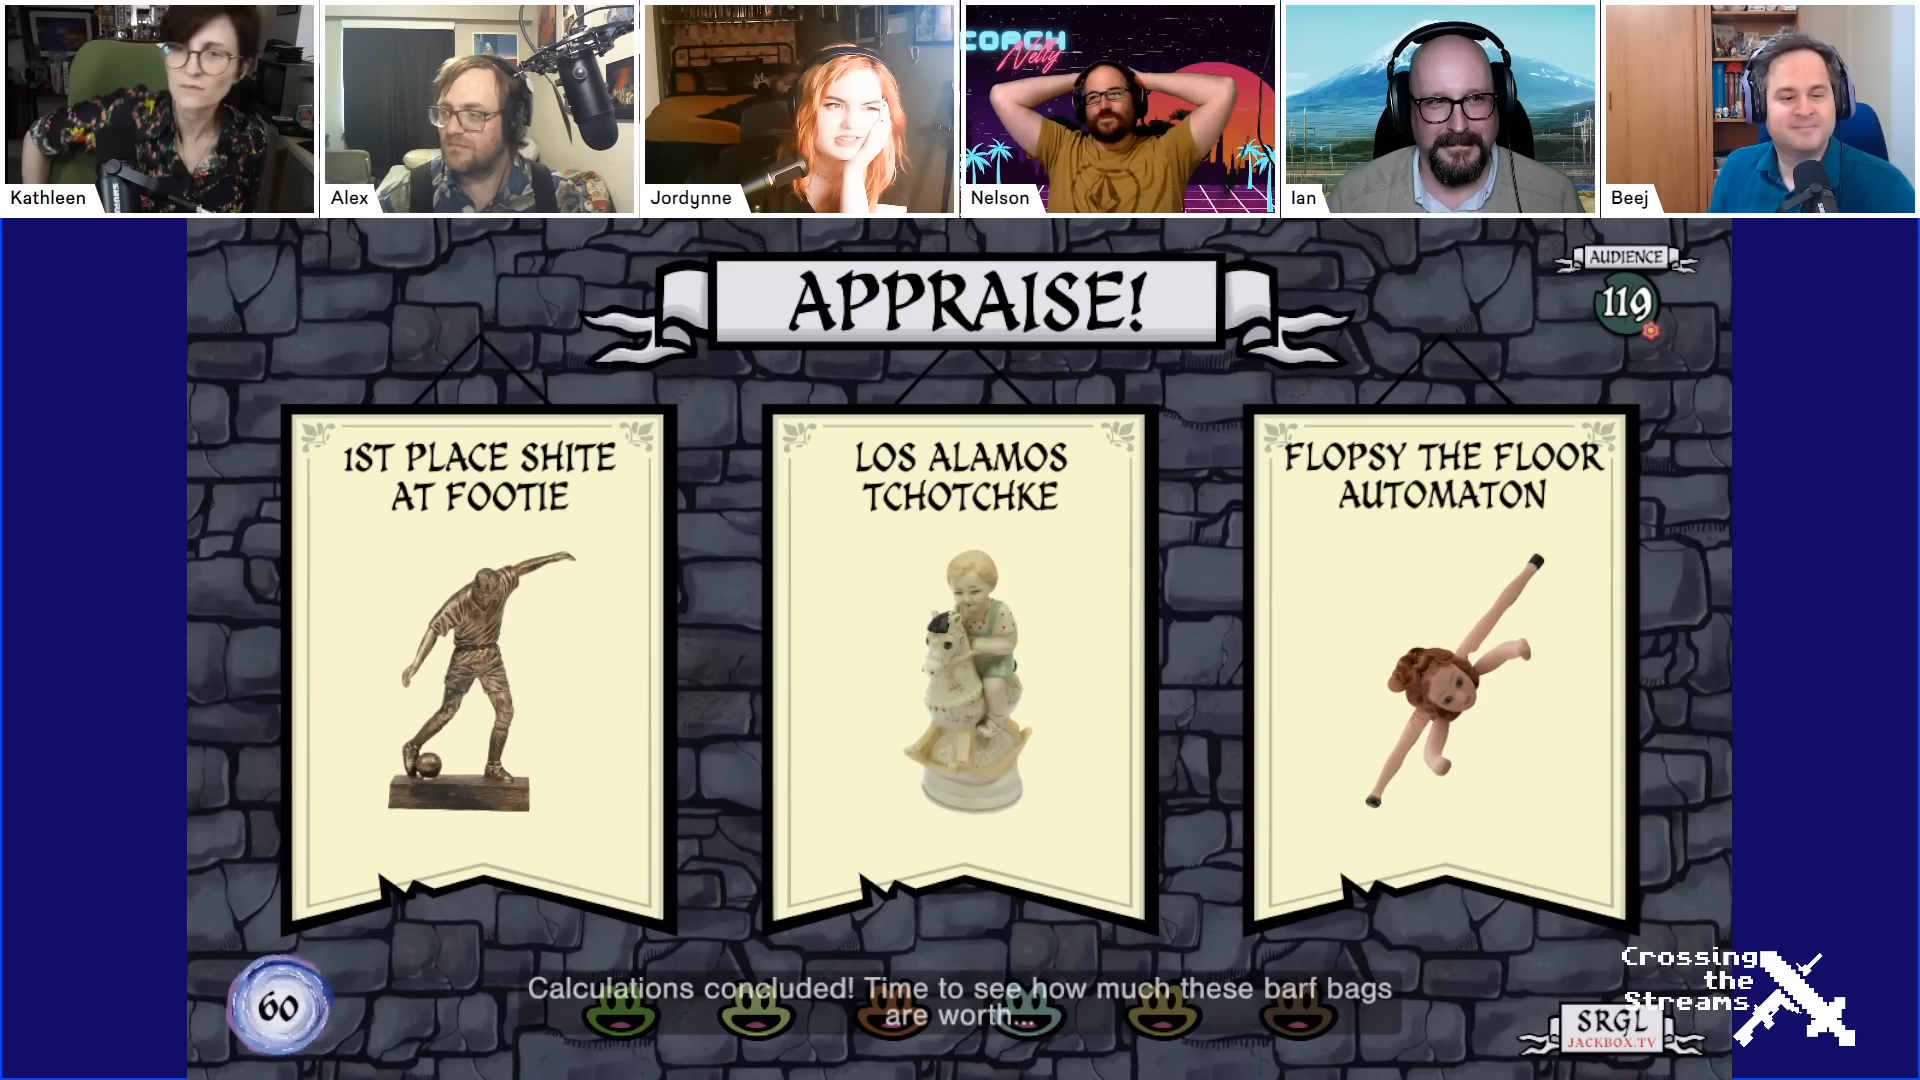 COACH
Nelly
Kathleen
Alex
Jordynne
Nelson
Ian
Beej
APPRAISE!
AUDIENCE
119
1ST PLACE SHITE
AT FOOTIE
LOS ALAMOS
TCHOTCHKE
FLOPSY THE FLOOR
AUTOMATON
60
Calculations concluded! Time to see how much these barf bags
are worth...
Crossing
the
Streams
SRGL
JACKBOX.TV